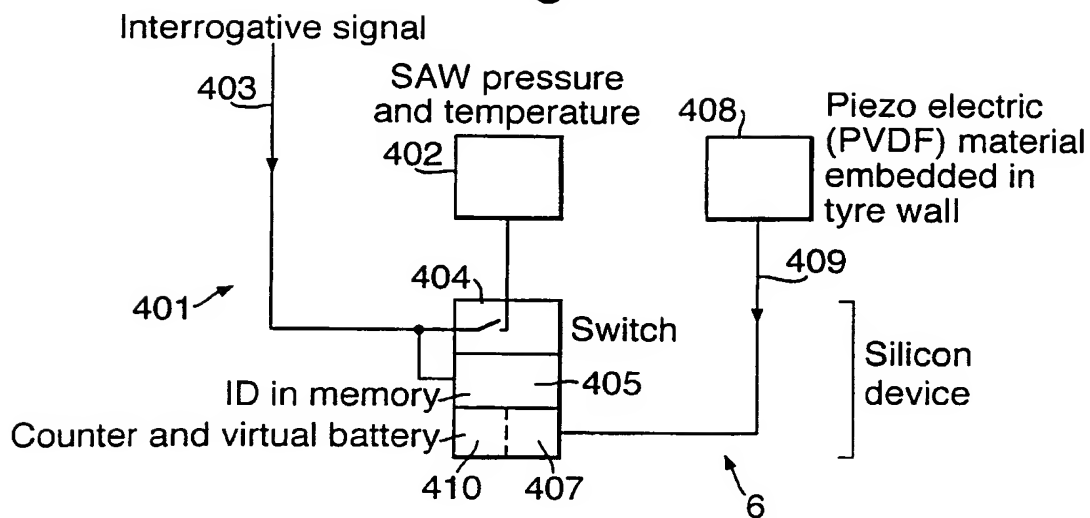 Interrogative signal
403
SAW pressure
and temperature
402
408
Piezo electric
(PVDF) material
embedded in
tyre wall
409
404
401
Switch
Silicon
device
ID in memory
405
Counter and virtual battery
410
407
6